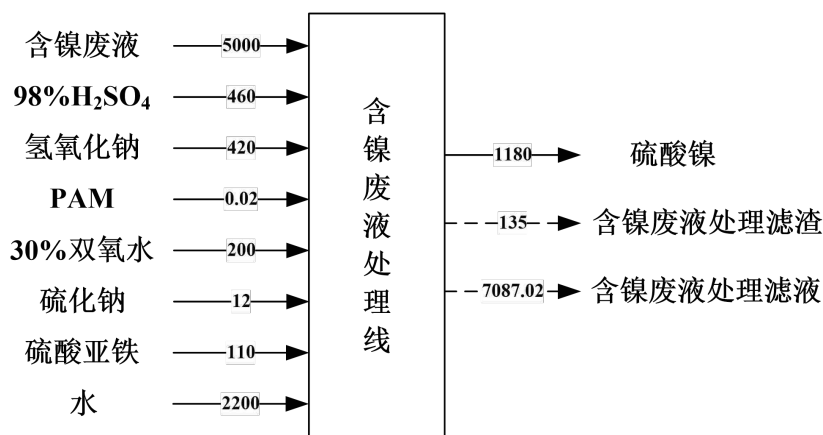 含镍废液 5000
98%H₂SO₄ 460
氢氧化钠 420
PAM 0.02
30%双氧水 200
硫化钠 12
硫酸亚铁 110
水 2200
含镍废液处理线
1180 硫酸镍
135 含镍废液处理滤渣
7087.02 含镍废液处理滤液